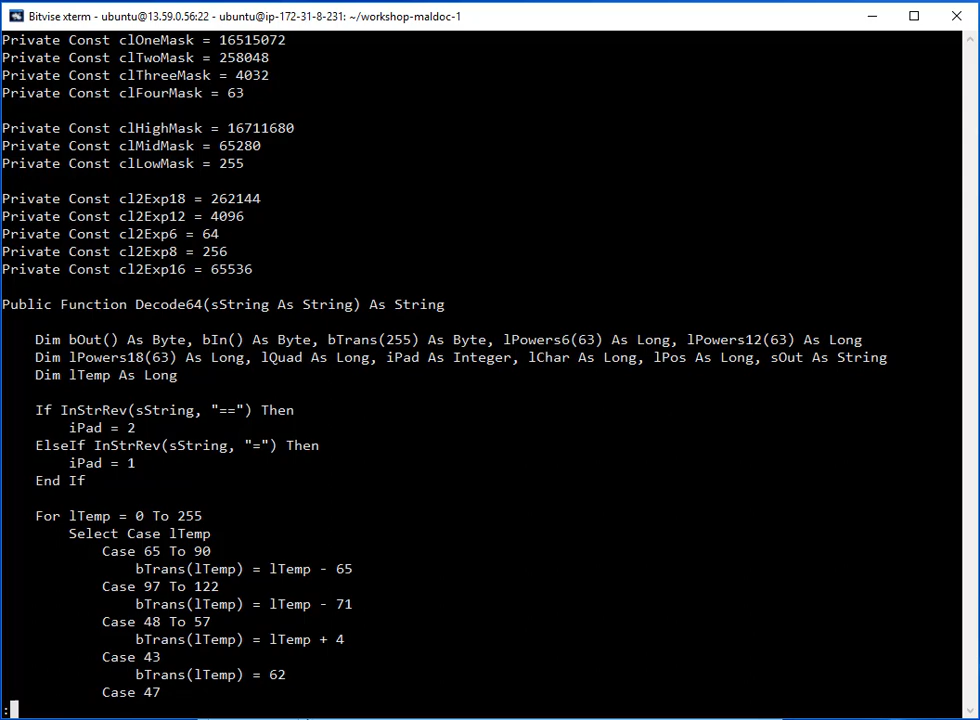 Bitvise xterm - ubuntu@13.59.0.56:22 - ubuntu@ip-172-31-8-231: ~/workshop-maldoc-1
Private Const clOneMask = 16515072
Private Const clTwoMask = 258048
Private Const clThreeMask = 4032
Private Const clFourMask = 63

Private Const clHighMask = 16711680
Private Const clMidMask = 65280
Private Const clLowMask = 255

Private Const cl2Exp18 = 262144
Private Const cl2Exp12 = 4096
Private Const cl2Exp6 = 64
Private Const cl2Exp8 = 256
Private Const cl2Exp16 = 65536

Public Function Decode64(sString As String) As String

    Dim bOut() As Byte, bIn() As Byte, bTrans(255) As Byte, lPowers6(63) As Long, lPowers12(63) As Long
    Dim lPowers18(63) As Long, lQuad As Long, iPad As Integer, lChar As Long, lPos As Long, sOut As String
    Dim lTemp As Long

    If InStrRev(sString, "==") Then
        iPad = 2
    ElseIf InStrRev(sString, "=") Then
        iPad = 1
    End If

    For lTemp = 0 To 255
        Select Case lTemp
            Case 65 To 90
                bTrans(lTemp) = lTemp - 65
            Case 97 To 122
                bTrans(lTemp) = lTemp - 71
            Case 48 To 57
                bTrans(lTemp) = lTemp + 4
            Case 43
                bTrans(lTemp) = 62
            Case 47
: